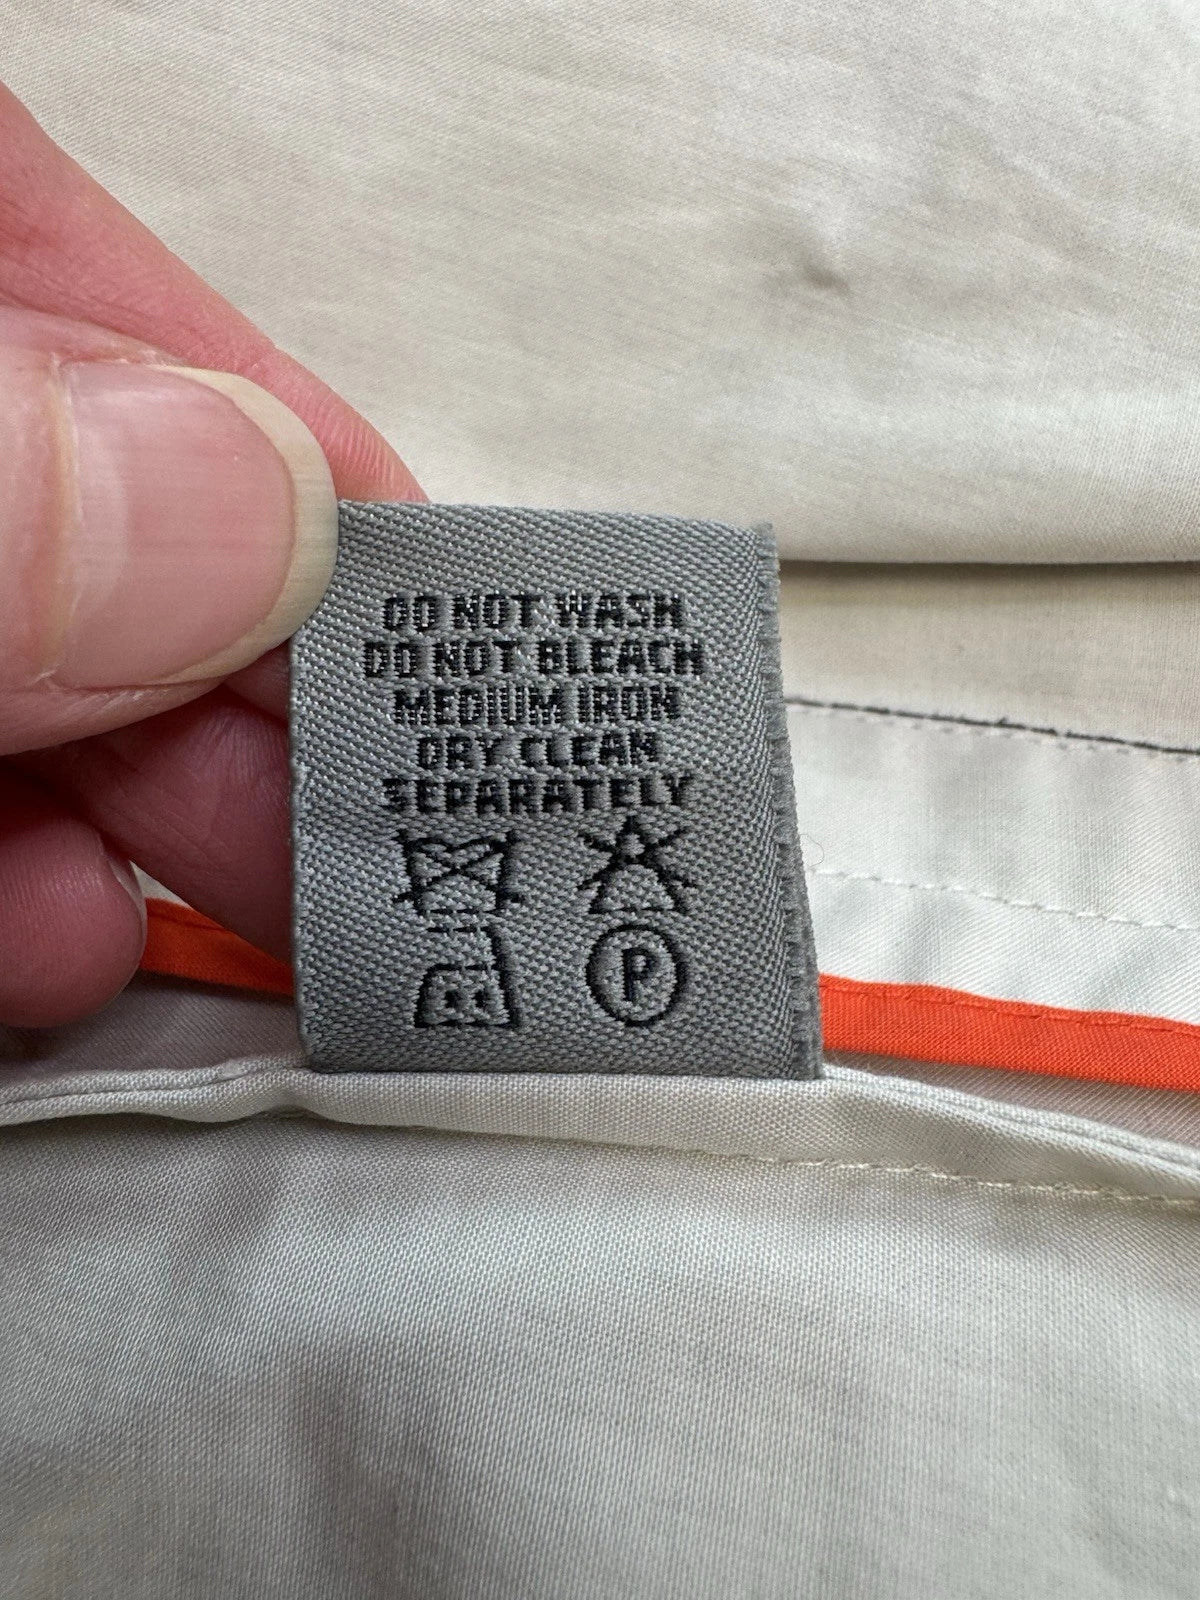 DO NOT WASH
DO NOT BLEACH
MEDIUM IRON
DRY CLEAN
SEPARATELY
P